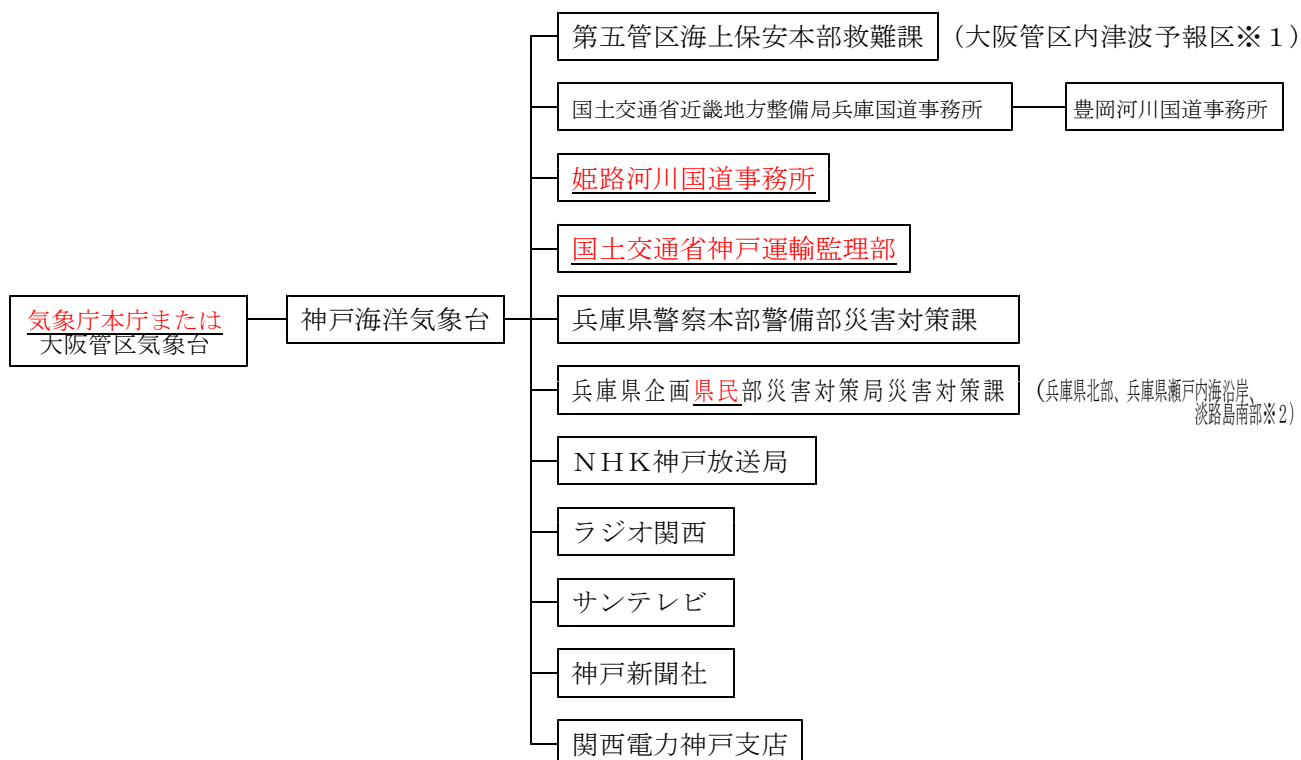 第五管区海上保安本部救難課 (大阪管区内津波予報区※1)
国土交通省近畿地方整備局兵庫国道事務所 豊岡河川国道事務所
姫路河川国道事務所
国土交通省神戸運輸監理部
気象庁本庁または
大阪管区気象台
神戸海洋気象台
兵庫県警察本部警備部災害対策課
兵庫県企画県民部災害対策局災害対策課
(兵庫県北部、兵庫県瀬戸内海沿岸、
淡路島南部※2)
NHK神戸放送局
ラジオ関西
サンテレビ
神戸新聞社
関西電力神戸支店